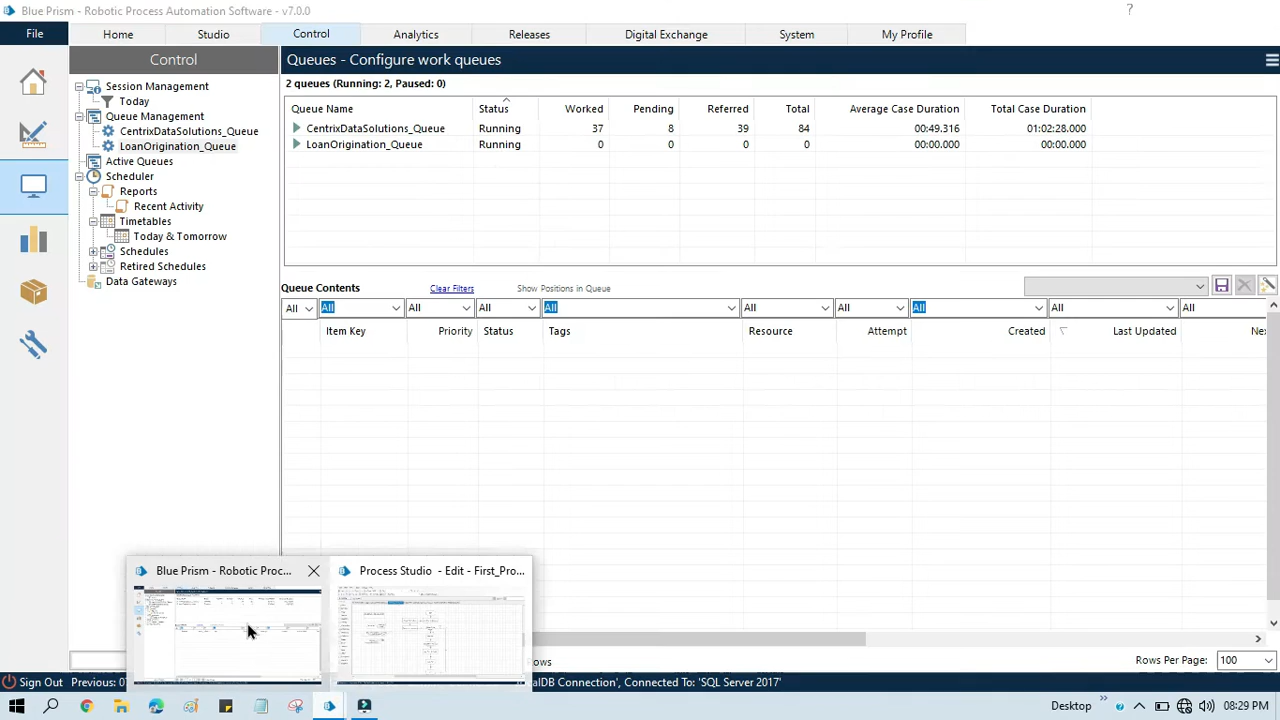 Blue Prism - Robotic Process Automation Software - v7.0.0
?
File
Home
Studio
Control
Analytics
Releases
Digital Exchange
System
My Profile
Control
Queues - Configure work queues
Session Management
Today
Queue Management
CentrixDataSolutions_Queue
LoanOrigination_Queue
Active Queues
Scheduler
Reports
Recent Activity
Timetables
Today & Tomorrow
Schedules
Retired Schedules
Data Gateways
2 queues (Running: 2, Paused: 0)
Queue Name Status Worked Pending Referred Total Average Case Duration Total Case Duration
CentrixDataSolutions_Queue Running 37 8 39 84 00:49.316 01:02:28.000
LoanOrigination_Queue Running 0 0 0 0 00:00.000 00:00.000
Queue Contents Clear Filters Show Positions in Queue
All All All All All All All All All All
Item Key Priority Status Tags Resource Attempt Created Last Updated Nex
Blue Prism - Robotic Proc...
Process Studio - Edit - First_Pro...
ows
Rows Per Page: 100
Sign Out Previous: 0
alDB Connection', Connected To: 'SQL Server 2017'
Desktop
08:29 PM